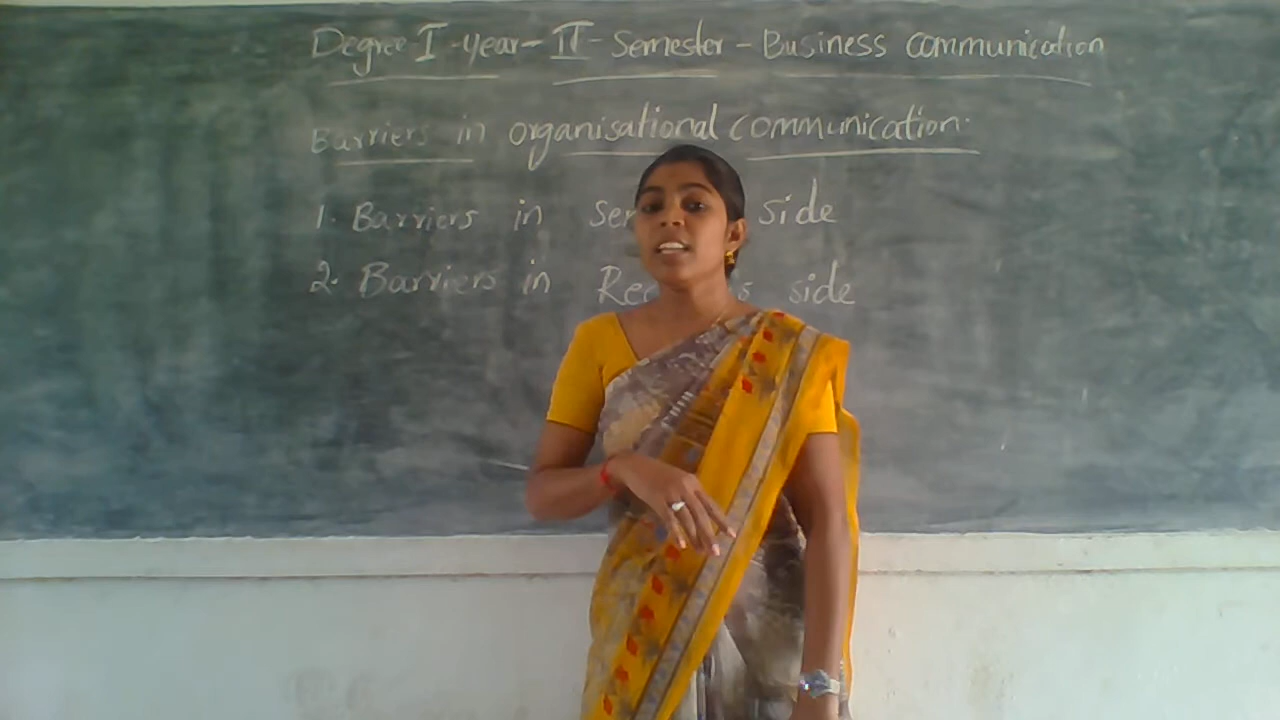 Degree-I-year-II-Semester-Business communication
Barriers in organisational communication.
1. Barriers in side
2. Barriers in side